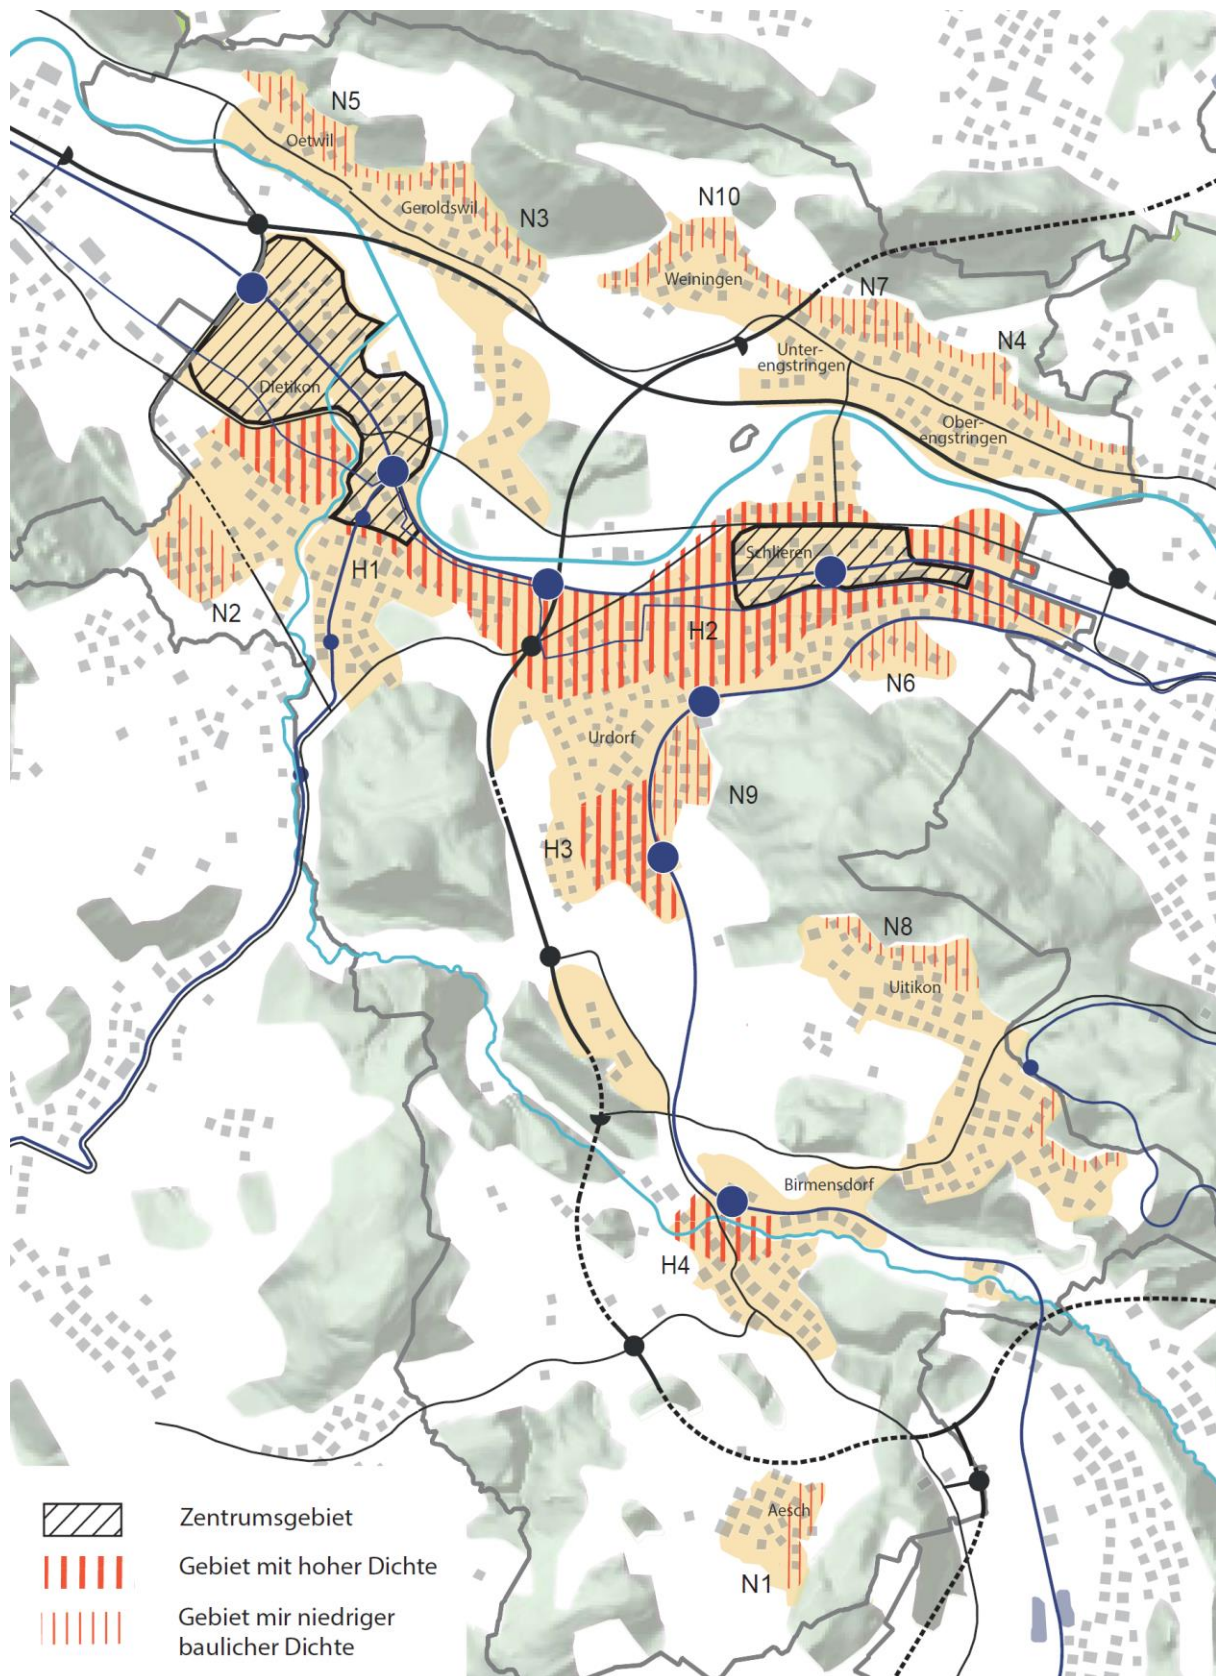 N5
Oetwil
Geroldswil
N3
N10
Weiningen
N7
N4
Unter-
engstringen
Ober-
engstringen
Dietikon
Schlieren
H1
N2
H2
N6
Urdorf
N9
H3
N8
Uitikon
Birmensdorf
H4
Aesch
N1
Zentrumsgebiet
Gebiet mit hoher Dichte
Gebiet mir niedriger
baulicher Dichte